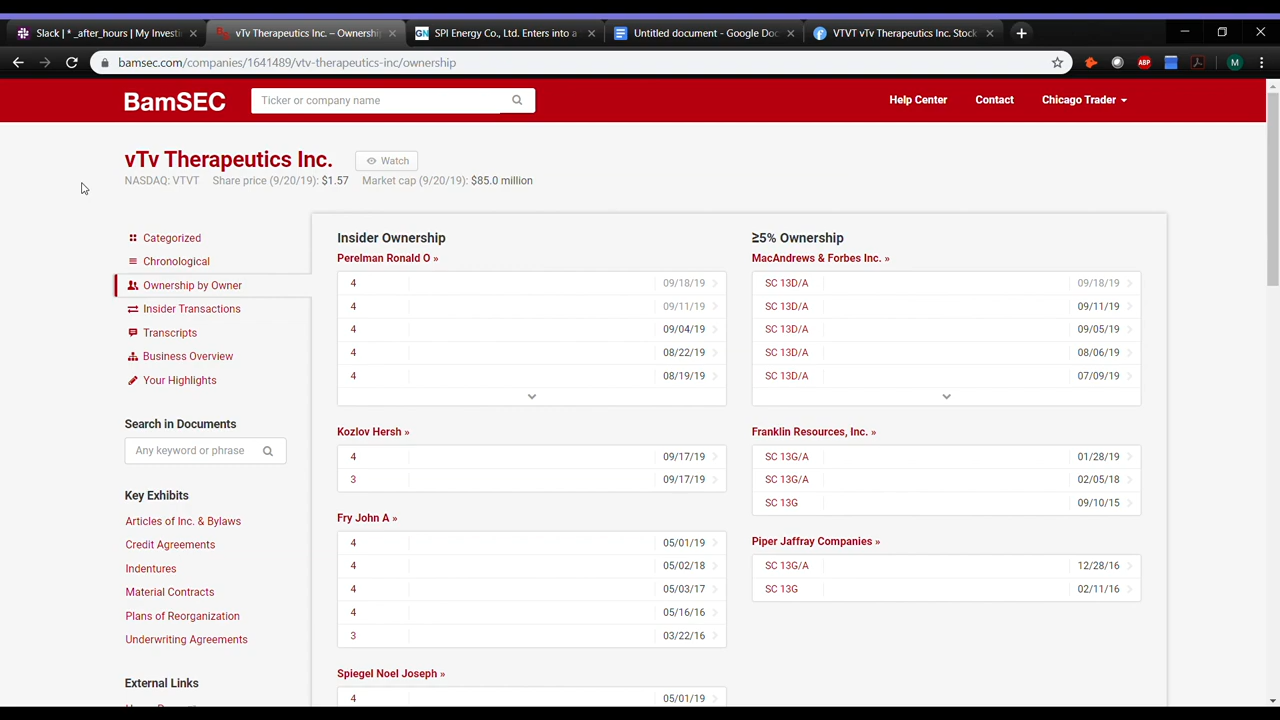 Slack | * _after_hours | My Investi
vTv Therapeutics Inc. – Ownershi
GN SPI Energy Co., Ltd. Enters into a
Untitled document - Google Doc
VTVT vTv Therapeutics Inc. Stock
bamsec.com/companies/1641489/vtv-therapeutics-inc/ownership
ABP
M
BamSEC
Ticker or company name
Help Center
Contact
Chicago Trader
vTv Therapeutics Inc.
Watch
NASDAQ: VTVT Share price (9/20/19): $1.57 Market cap (9/20/19): $85.0 million
Categorized
Chronological
Ownership by Owner
Insider Transactions
Transcripts
Business Overview
Your Highlights
Search in Documents
Any keyword or phrase
Key Exhibits
Articles of Inc. & Bylaws
Credit Agreements
Indentures
Material Contracts
Plans of Reorganization
Underwriting Agreements
External Links
Insider Ownership
Perelman Ronald O »
4 09/18/19
4 09/11/19
4 09/04/19
4 08/22/19
4 08/19/19
Kozlov Hersh »
4 09/17/19
3 09/17/19
Fry John A »
4 05/01/19
4 05/02/18
4 05/03/17
4 05/16/16
3 03/22/16
Spiegel Noel Joseph »
4 05/01/19
≥5% Ownership
MacAndrews & Forbes Inc. »
SC 13D/A 09/18/19
SC 13D/A 09/11/19
SC 13D/A 09/05/19
SC 13D/A 08/06/19
SC 13D/A 07/09/19
Franklin Resources, Inc. »
SC 13G/A 01/28/19
SC 13G/A 02/05/18
SC 13G 09/10/15
Piper Jaffray Companies »
SC 13G/A 12/28/16
SC 13G 02/11/16